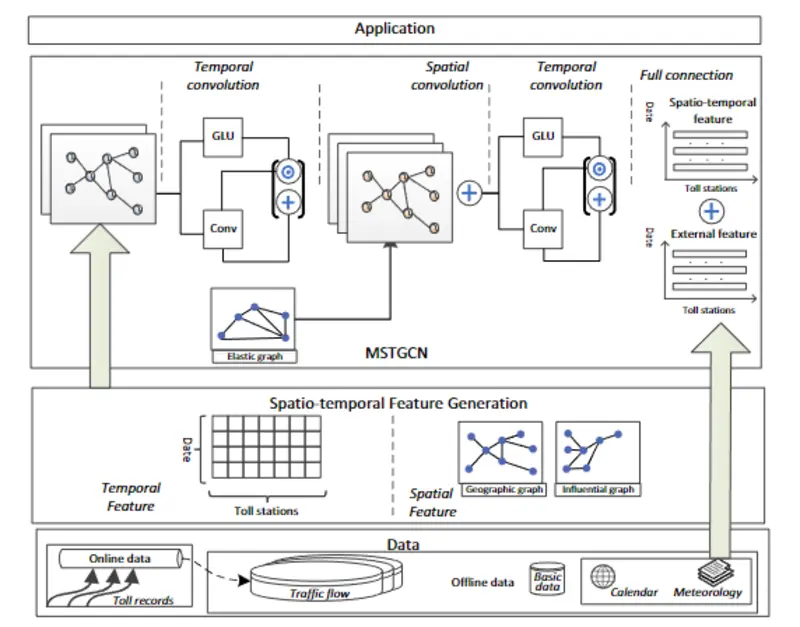 Application
Temporal
convolution
Spatial
convolution
Temporal
convolution
Full connection
GLU
Conv
GLU
Conv
Date
Spatio-temporal
feature
Toll stations
Date
External feature
Toll stations
Elastic graph
MSTGCN
Spatio-temporal Feature Generation
Date
Temporal
Feature
Toll stations
Spatial
Feature
Geographic graph
Influential graph
Data
Online data
Toll records
Traffic flow
Offline data
Basic
data
Calendar
Meteorology